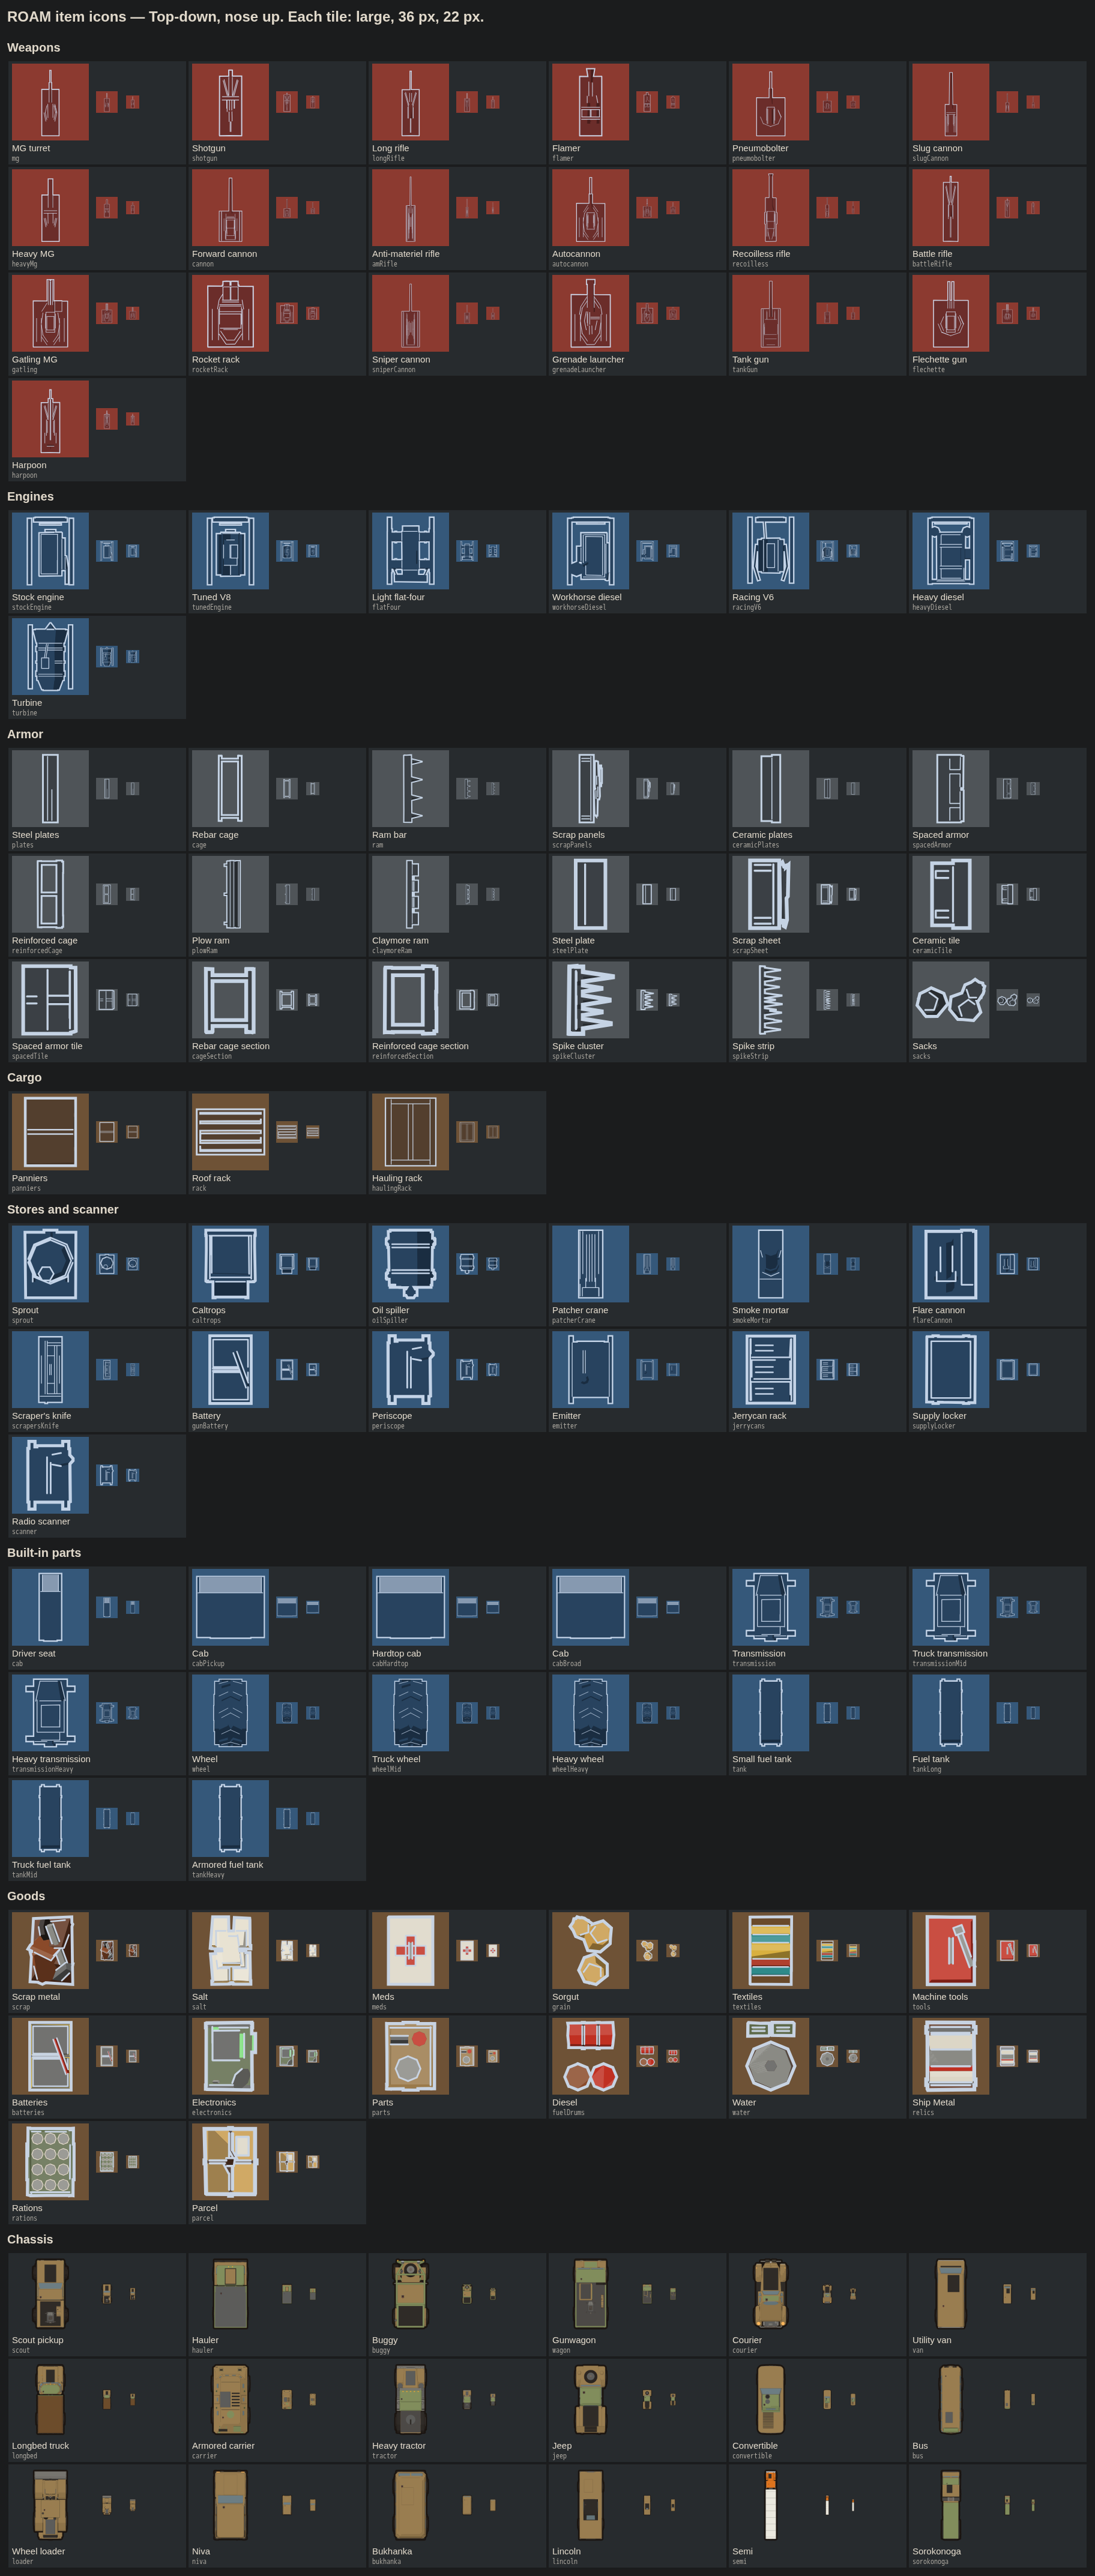 ROAM item icons — Top-down, nose up. Each tile: large, 36 px, 22 px.
Weapons
MG turret Shotgun Long rifle Flamer Pneumobolter Slug cannon
mg shotgun longRifle flamer pneumobolter slugCannon
Heavy MG Forward cannon Anti-materiel rifle Autocannon Recoilless rifle Battle rifle
heavyMg cannon amRifle autocannon recoilless battleRifle
Gatling MG Rocket rack Sniper cannon Grenade launcher Tank gun Flechette gun
gatling rocketRack sniperCannon grenadeLauncher tankGun flechette
Harpoon
harpoon
Engines
Stock engine Tuned V8 Light flat-four Workhorse diesel Racing V6 Heavy diesel
stockEngine tunedEngine flatFour workhorseDiesel racingV6 heavyDiesel
Turbine
turbine
Armor
Steel plates Rebar cage Ram bar Scrap panels Ceramic plates Spaced armor
plates cage ram scrapPanels ceramicPlates spacedArmor
Reinforced cage Plow ram Claymore ram Steel plate Scrap sheet Ceramic tile
reinforcedCage plowRam claymoreRam steelPlate scrapSheet ceramicTile
Spaced armor tile Rebar cage section Reinforced cage section Spike cluster Spike strip Sacks
spacedTile cageSection reinforcedSection spikeCluster spikeStrip sacks
Cargo
Panniers Roof rack Hauling rack
panniers rack haulingRack
Stores and scanner
Sprout Caltrops Oil spiller Patcher crane Smoke mortar Flare cannon
sprout caltrops oilSpiller patcherCrane smokeMortar flareCannon
Scraper's knife Battery Periscope Emitter Jerrycan rack Supply locker
scrapersKnife gunBattery periscope emitter jerrycans supplyLocker
Radio scanner
scanner
Built-in parts
Driver seat Cab Hardtop cab Cab Transmission Truck transmission
cab cabPickup cabHardtop cabBroad transmission transmissionMid
Heavy transmission Wheel Truck wheel Heavy wheel Small fuel tank Fuel tank
transmissionHeavy wheel wheelMid wheelHeavy tank tankLong
Truck fuel tank Armored fuel tank
tankMid tankHeavy
Goods
Scrap metal Salt Meds Sorgut Textiles Machine tools
scrap salt meds grain textiles tools
Batteries Electronics Parts Diesel Water Ship Metal
batteries electronics parts fuelDrums water relics
Rations Parcel
rations parcel
Chassis
Scout pickup Hauler Buggy Gunwagon Courier Utility van
scout hauler buggy wagon courier van
Longbed truck Armored carrier Heavy tractor Jeep Convertible Bus
longbed carrier tractor jeep convertible bus
Wheel loader Niva Bukhanka Lincoln Semi Sorokonoga
loader niva bukhanka lincoln semi sorokonoga